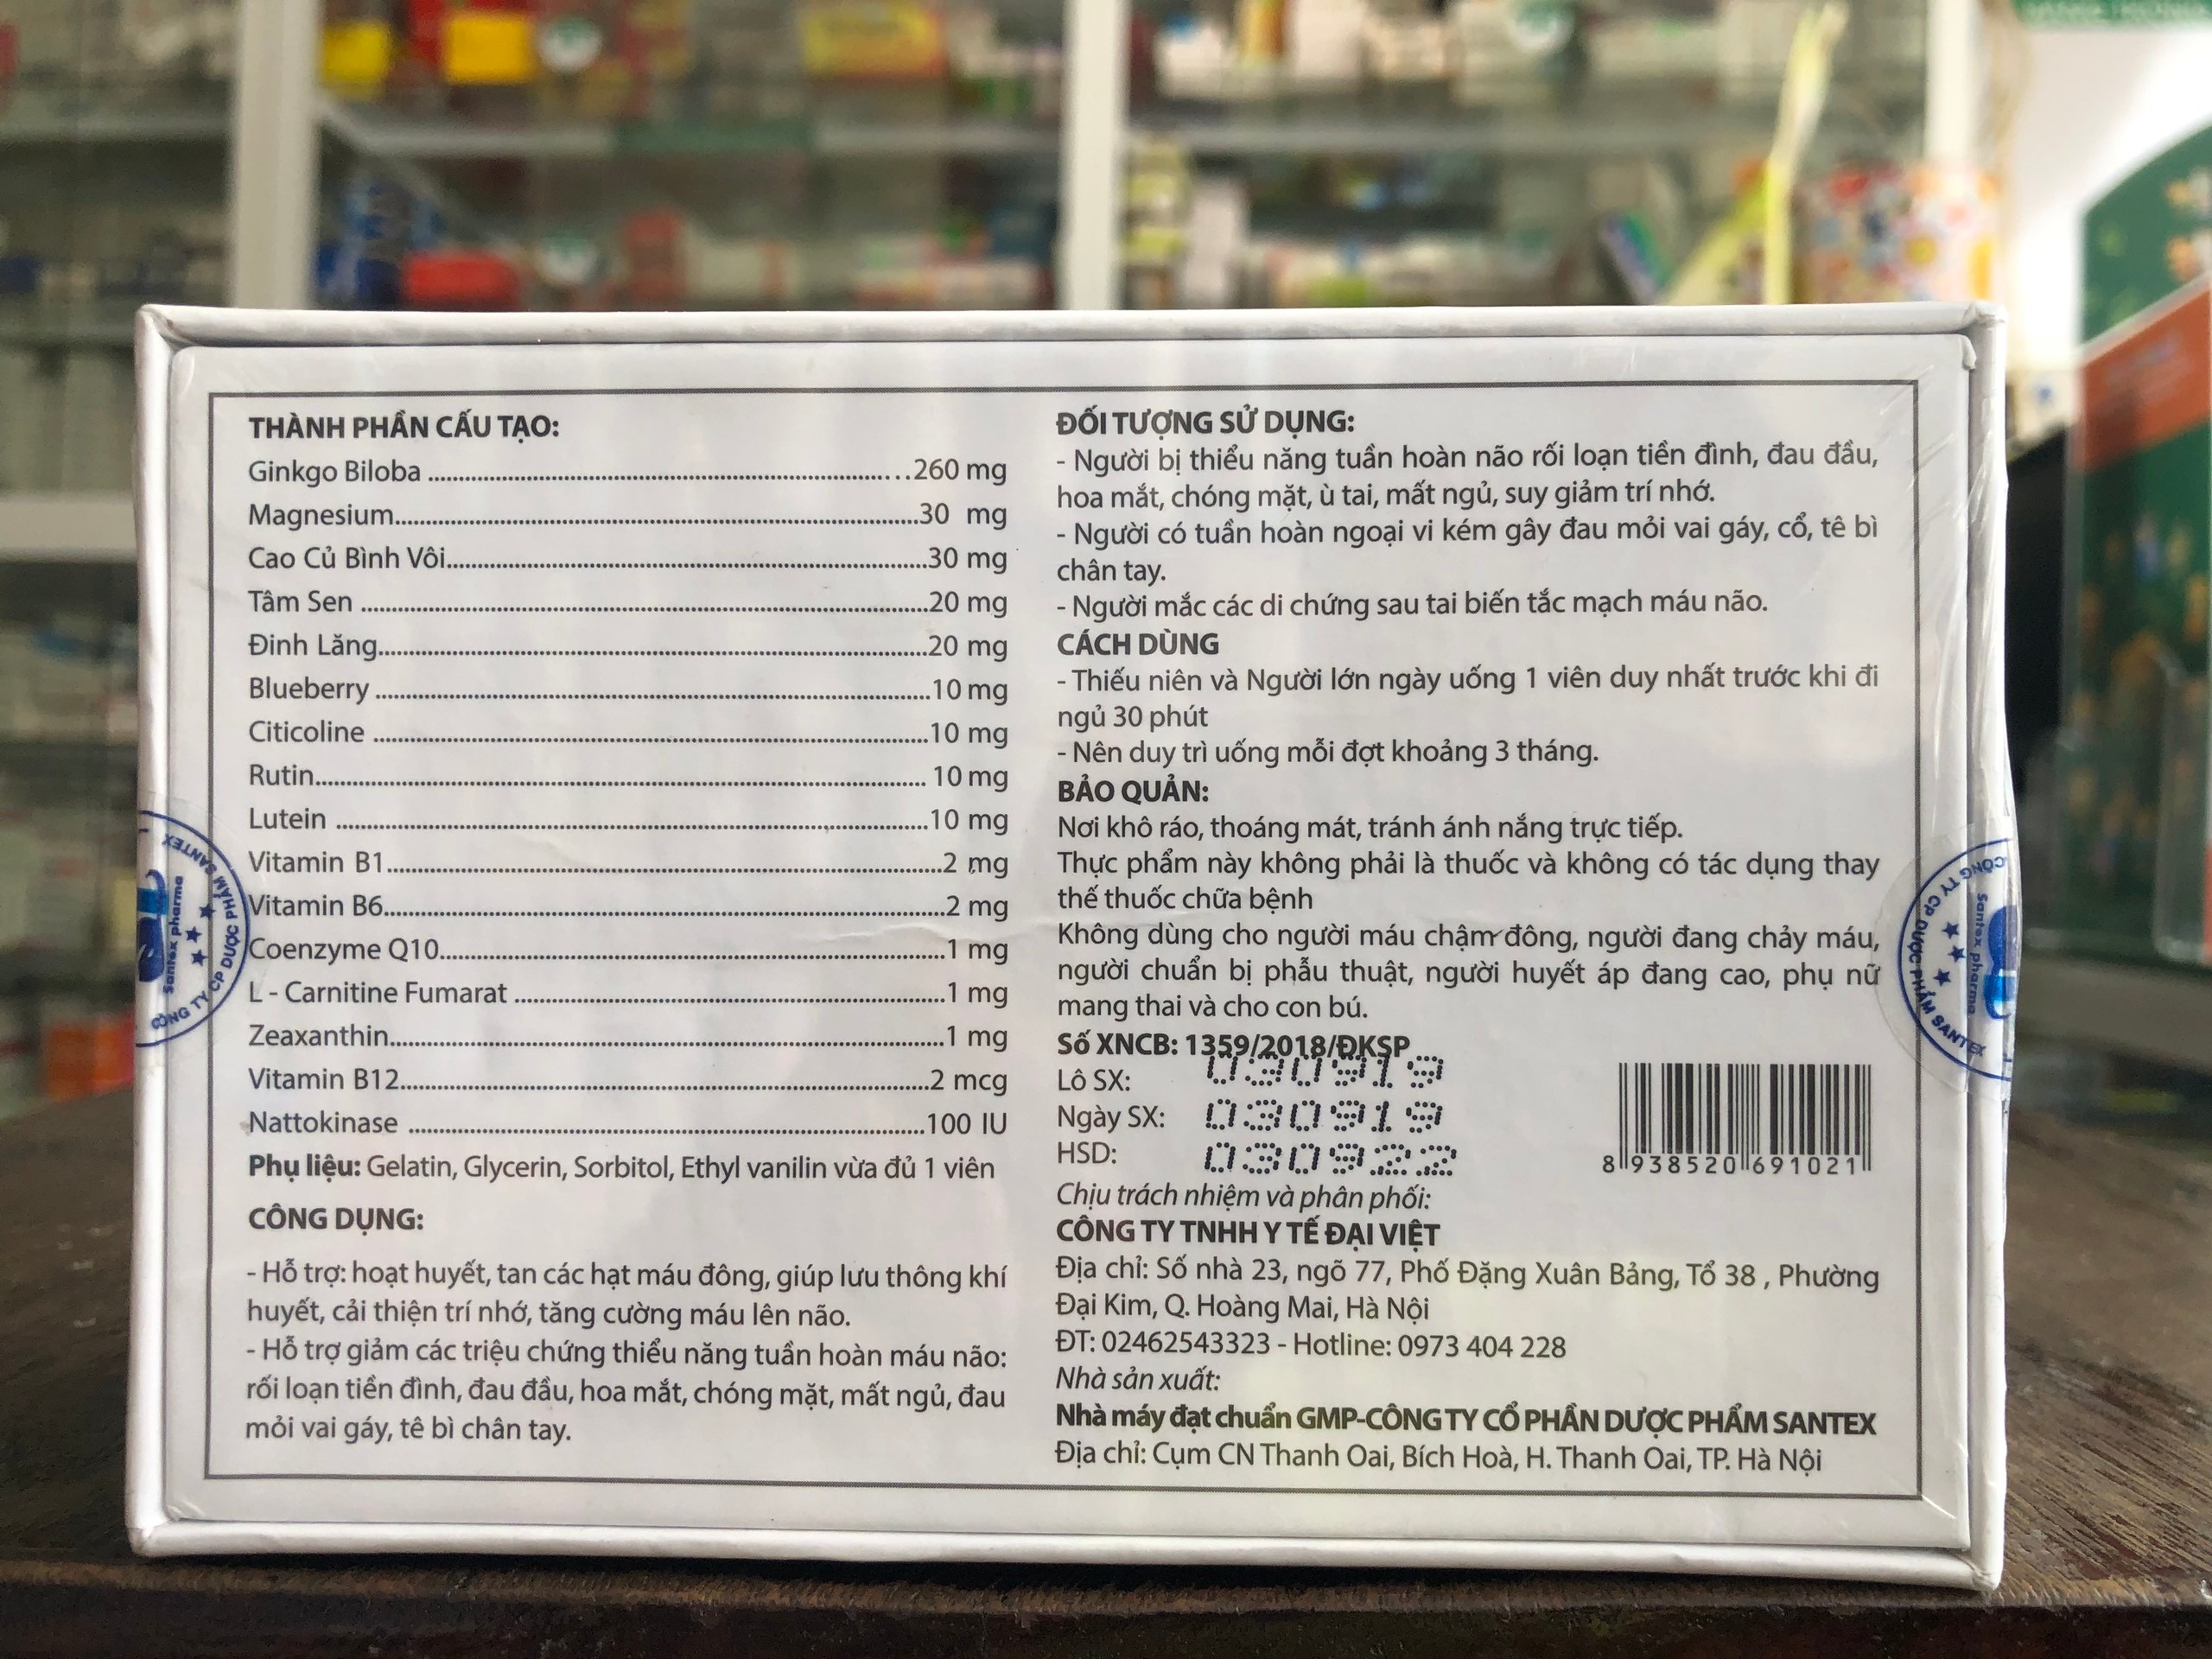 THÀNH PHẦN CẤU TẠO:
Ginkgo Biloba ........260 mg
Magnesium........30 mg
Cao Củ Bình Vôi........30 mg
Tâm Sen ........20 mg
Đinh Lăng........20 mg
Blueberry ........10 mg
Citicoline ........10 mg
Rutin........ 10 mg
Lutein ........10 mg
Vitamin B1........2 mg
Vitamin B6........2 mg
Coenzyme Q10........1 mg
L - Carnitine Fumarat ........1 mg
Zeaxanthin........1 mg
Vitamin B12........2 mcg
Nattokinase ........100 IU
Phụ liệu: Gelatin, Glycerin, Sorbitol, Ethyl vanilin vừa đủ 1 viên
CÔNG DỤNG:
- Hỗ trợ: hoạt huyết, tan các hạt máu đông, giúp lưu thông khí
huyết, cải thiện trí nhớ, tăng cường máu lên não.
- Hỗ trợ giảm các triệu chứng thiểu năng tuần hoàn máu não:
rối loạn tiền đình, đau đầu, hoa mắt, chóng mặt, mất ngủ, đau
mỏi vai gáy, tê bì chân tay.
ĐỐI TƯỢNG SỬ DỤNG:
- Người bị thiểu năng tuần hoàn não rối loạn tiền đình, đau đầu,
hoa mắt, chóng mặt, ù tai, mất ngủ, suy giảm trí nhớ.
- Người có tuần hoàn ngoại vi kém gây đau mỏi vai gáy, cổ, tê bì
chân tay.
- Người mắc các di chứng sau tai biến tắc mạch máu não.
CÁCH DÙNG
- Thiếu niên và Người lớn ngày uống 1 viên duy nhất trước khi đi
ngủ 30 phút
- Nên duy trì uống mỗi đợt khoảng 3 tháng.
BẢO QUẢN:
Nơi khô ráo, thoáng mát, tránh ánh nắng trực tiếp.
Thực phẩm này không phải là thuốc và không có tác dụng thay
thế thuốc chữa bệnh
Không dùng cho người máu chậm đông, người đang chảy máu,
người chuẩn bị phẫu thuật, người huyết áp đang cao, phụ nữ
mang thai và cho con bú.
Số XNCB: 1359/2018/ĐKSP
Lô SX: 030919
Ngày SX: 030919
HSD: 030922
8 938520 691021
Chịu trách nhiệm và phân phối:
CÔNG TY TNHH Y TẾ ĐẠI VIỆT
Địa chỉ: Số nhà 23, ngõ 77, Phố Đặng Xuân Bảng, Tổ 38 , Phường
Đại Kim, Q. Hoàng Mai, Hà Nội
ĐT: 02462543323 - Hotline: 0973 404 228
Nhà sản xuất:
Nhà máy đạt chuẩn GMP-CÔNG TY CỔ PHẦN DƯỢC PHẨM SANTEX
Địa chỉ: Cụm CN Thanh Oai, Bích Hoà, H. Thanh Oai, TP. Hà Nội
CÔNG TY CP DƯỢC PHẨM SANTEX
Santex pharma
CÔNG TY CP DƯỢC PHẨM SANTEX
Santex pharma